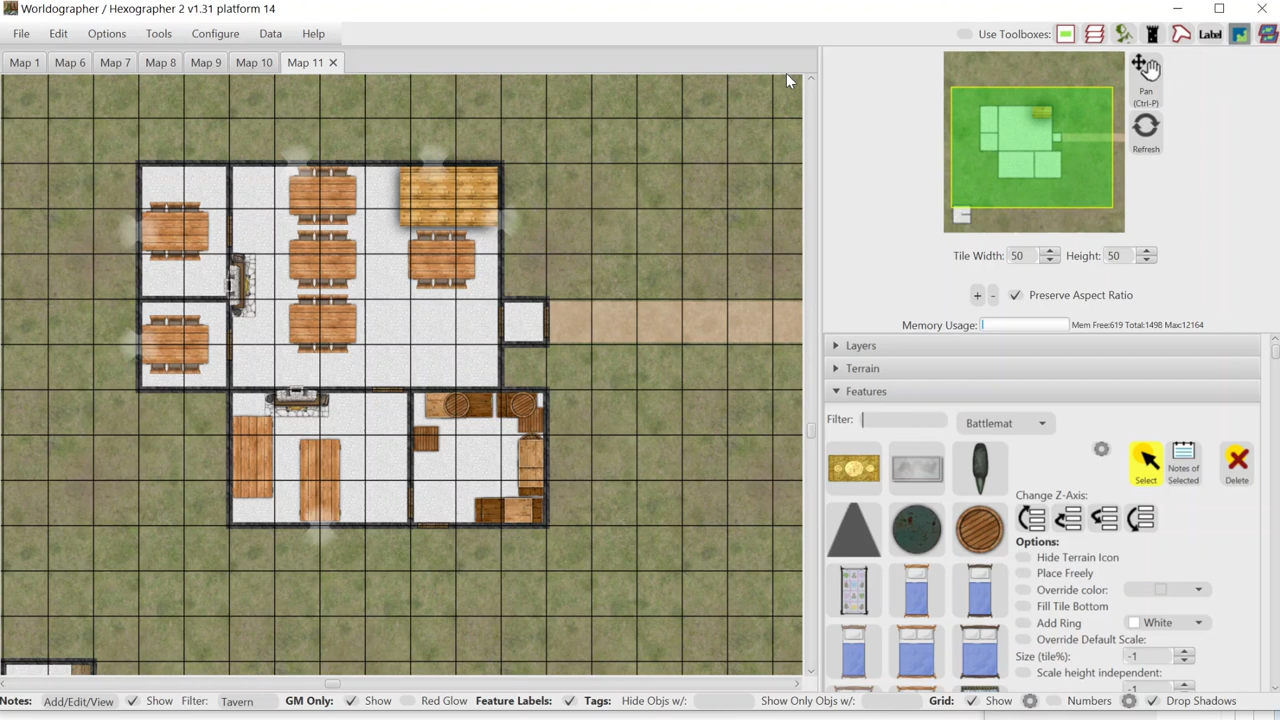 Worldographer / Hexographer 2 v1.31 platform 14
File Edit Options Tools Configure Data Help
Use Toolboxes: Label
Map 1 Map 6 Map 7 Map 8 Map 9 Map 10 Map 11
Pan
(Ctrl-P)
Refresh
Tile Width: 50 Height: 50
+ - Preserve Aspect Ratio
Memory Usage: Mem Free:619 Total:1498 Max:12164
Layers
Terrain
Features
Filter: Battlemat
Select
Notes of
Selected
Delete
Change Z-Axis:
Options:
Hide Terrain Icon
Place Freely
Override color:
Fill Tile Bottom
Add Ring White
Override Default Scale:
Size (tile%): -1
Scale height independent:
-1
Notes: Add/Edit/View Show Filter: Tavern GM Only: Show Red Glow Feature Labels: Tags: Hide Objs w/: Show Only Objs w/: Grid: Show Numbers Drop Shadows